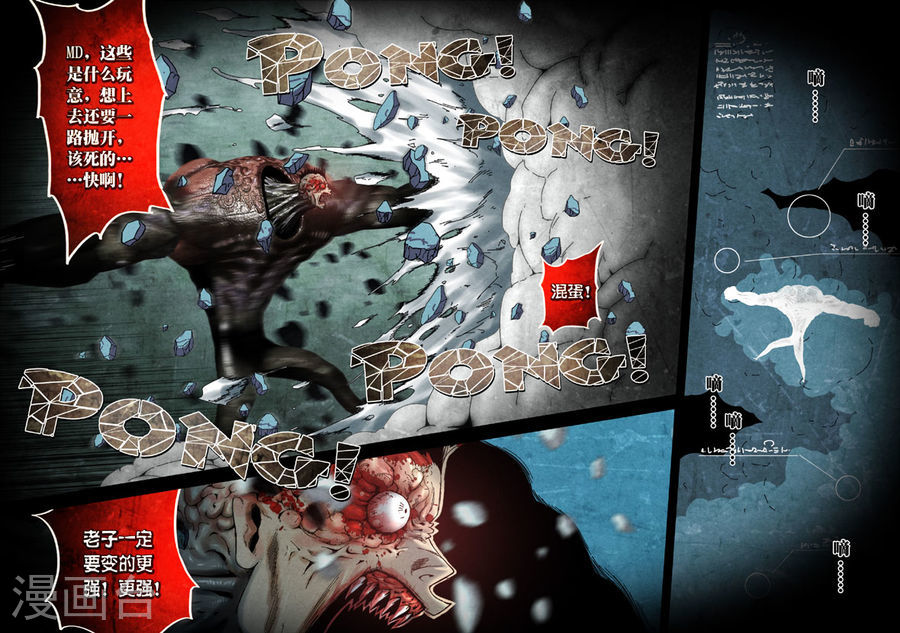 MD，这些
是什么玩
意，想上
去还要一
路抛开，
该死的…
…快啊！
PONG!
PONG!
混蛋！
PONG!
PONG!
老子一定
要变的更
强！更强！
嘀……
嘀……
嘀……
嘀……
嘀……
漫画台